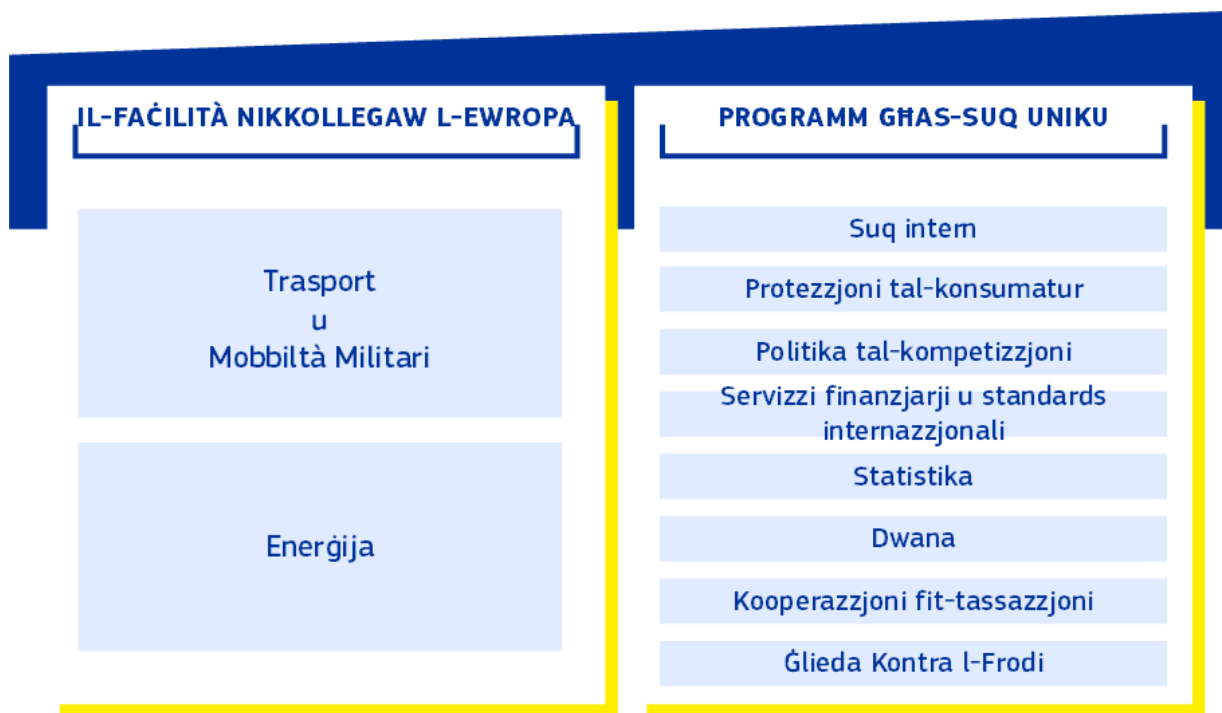 IL-FAĊILITÀ NIKKOLLEGAW L-EWROPA
Trasport
u
Mobbiltà Militari
Enerġija
PROGRAMM GĦAS-SUQ UNIKU
Suq intern
Protezzjoni tal-konsumatur
Politika tal-kompetizzjoni
Servizzi finanzjarji u standards
internazzjonali
Statistika
Dwana
Kooperazzjoni fit-tassazzjoni
Ġlieda Kontra l-Frodi